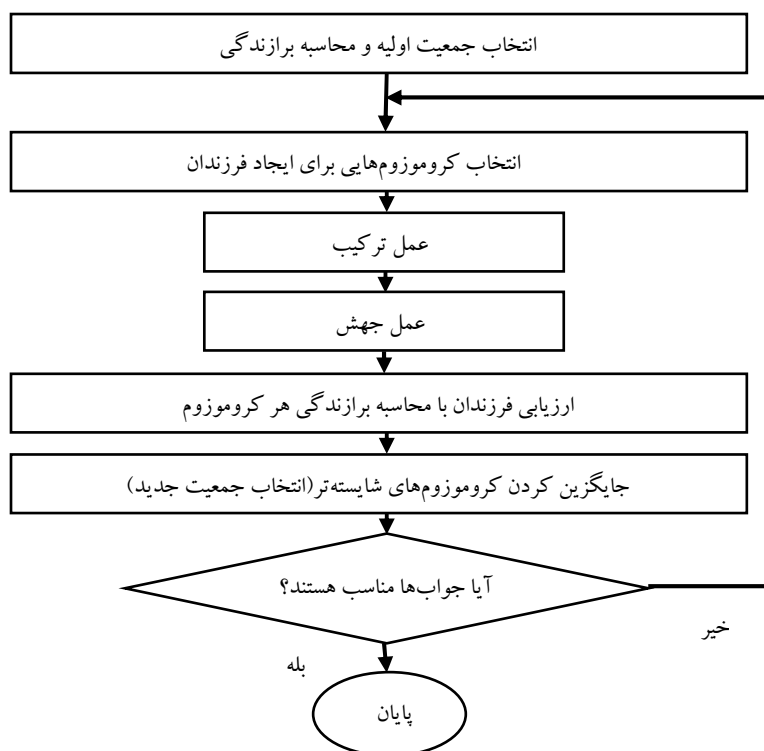 انتخاب جمعیت اولیه و محاسبه برازندگی
انتخاب کروموزوم‌هایی برای ایجاد فرزندان
عمل ترکیب
عمل جهش
ارزیابی فرزندان با محاسبه برازندگی هر کروموزوم
جایگزین کردن کروموزوم‌های شایسته‌تر(انتخاب جمعیت جدید)
آیا جواب‌ها مناسب هستند؟
خیر
بله
پایان